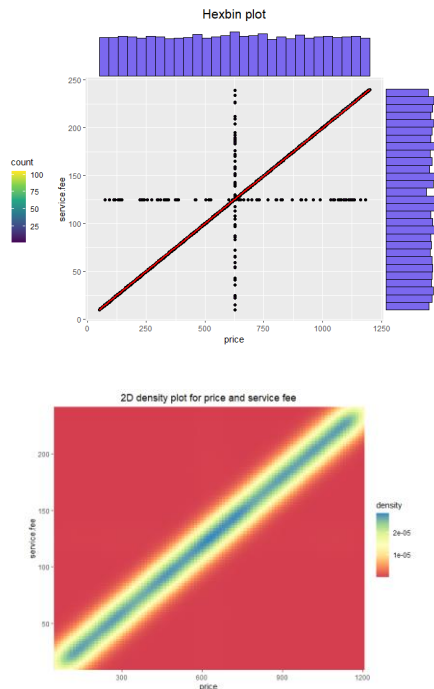 Hexbin plot
250
200
150
100
50
0
service.fee
0 250 500 750 1000 1250
price
count
100
75
50
25
2D density plot for price and service fee
200
150
100
50
service.fee
300 600 900 1200
price
density
2e-05
1e-05